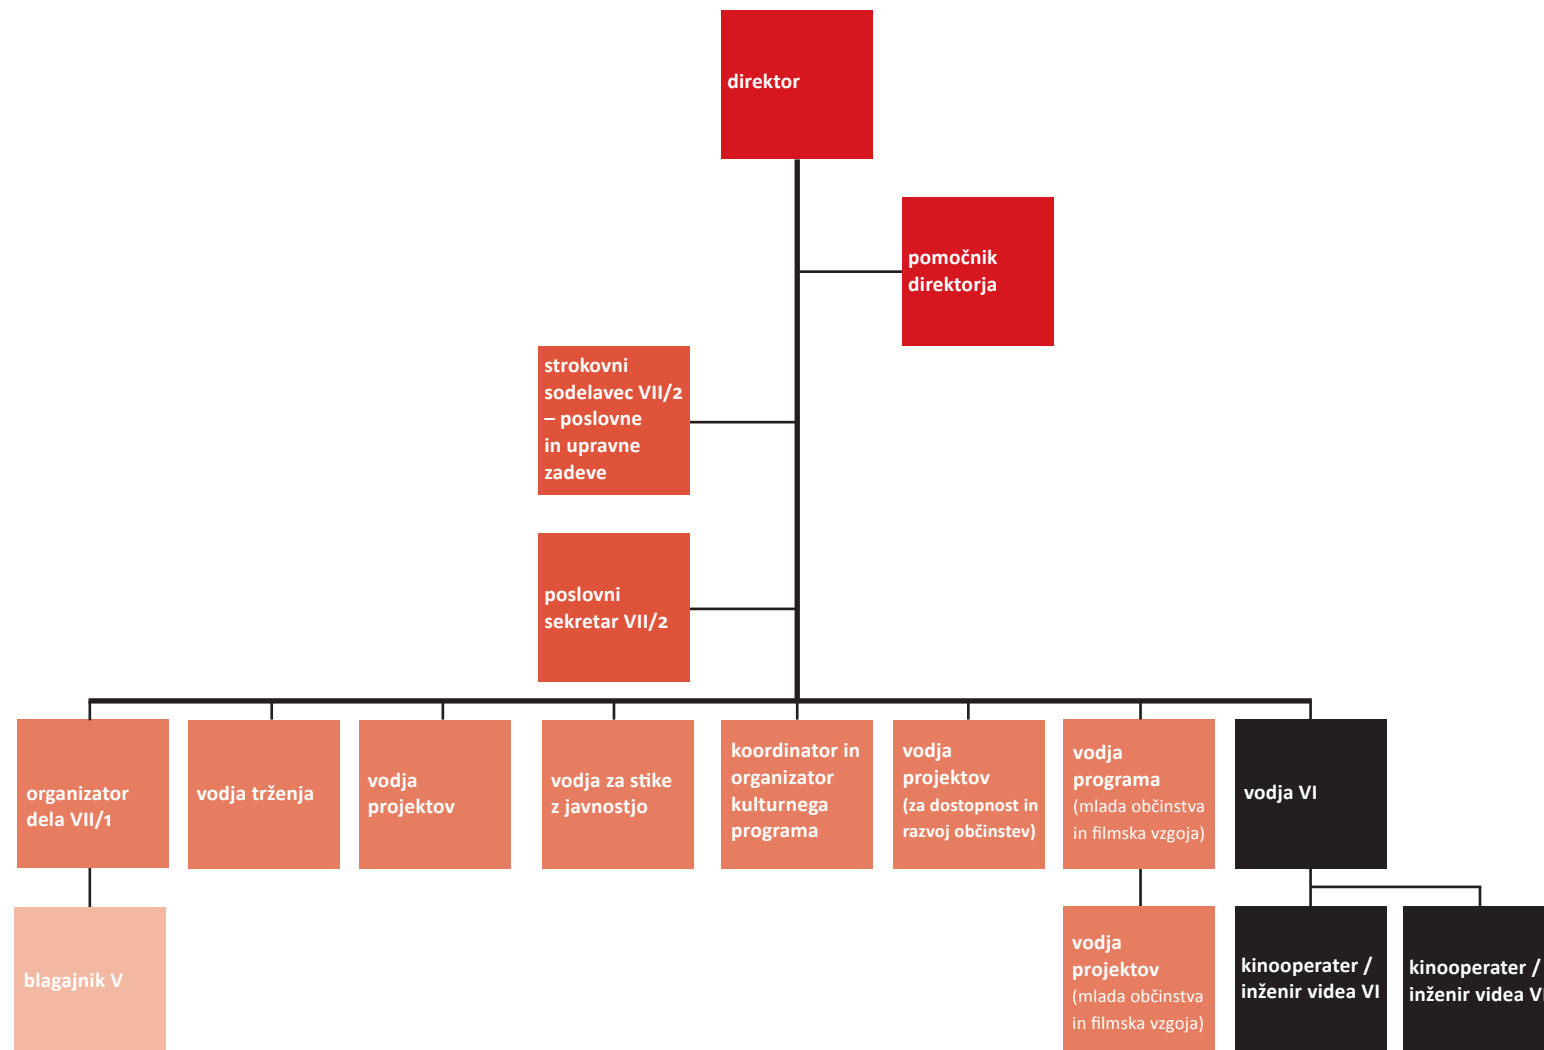 direktor
pomočnik
direktorja
strokovni
sodelavec VII/2
– poslovne
in upravne
zadeve
poslovni
sekretar VII/2
organizator
dela VII/1
vodja trženja
vodja
projektov
vodja za stike
z javnostjo
koordinator in
organizator
kulturnega
programa
vodja
projektov
(za dostopnost in
razvoj občinstev)
vodja
programa
(mlada občinstva
in filmska vzgoja)
vodja VI
blagajnik V
vodja
projektov
(mlada občinstva
in filmska vzgoja)
kinooperater /
inženir videa VI
kinooperater /
inženir videa VI